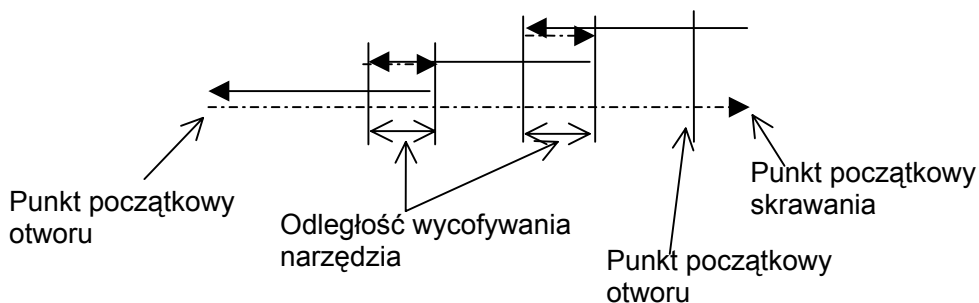 Punkt początkowy
otworu
Odległość wycofywania
narzędzia
Punkt początkowy
otworu
Punkt początkowy
skrawania